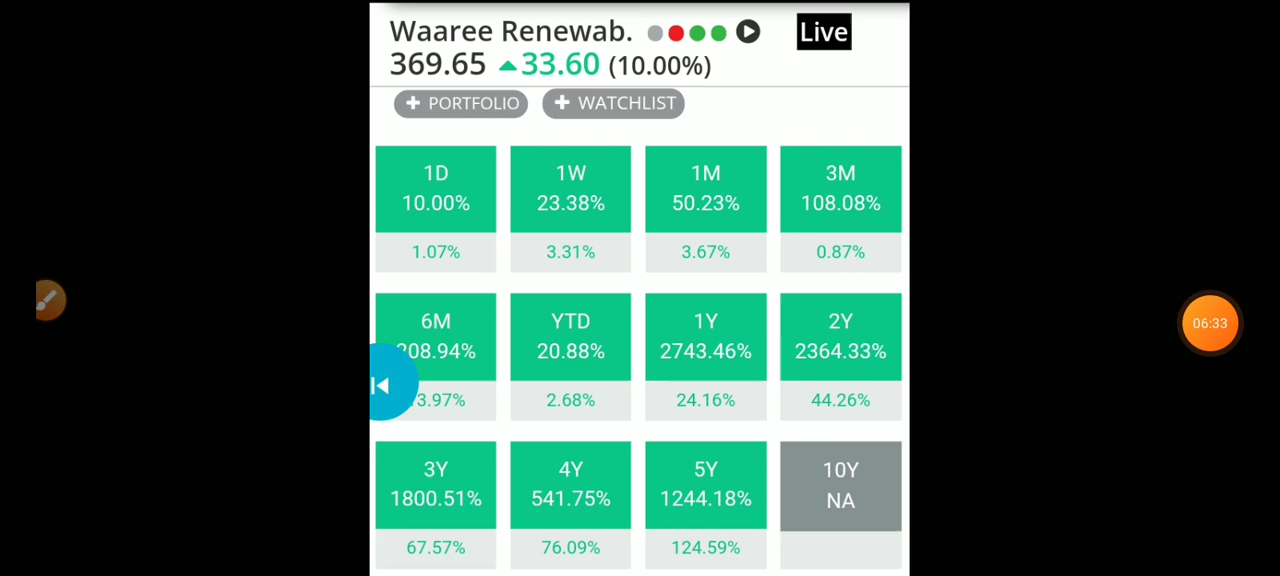 Waaree Renewab.
Live
369.65 ▲33.60 (10.00%)
+ PORTFOLIO + WATCHLIST
1D 1W 1M 3M
10.00% 23.38% 50.23% 108.08%
1.07% 3.31% 3.67% 0.87%
6M YTD 1Y 2Y
20.88% 2743.46% 2364.33%
2.68% 24.16% 44.26%
06:33
3Y 4Y 5Y 10Y
1800.51% 541.75% 1244.18% NA
67.57% 76.09% 124.59%